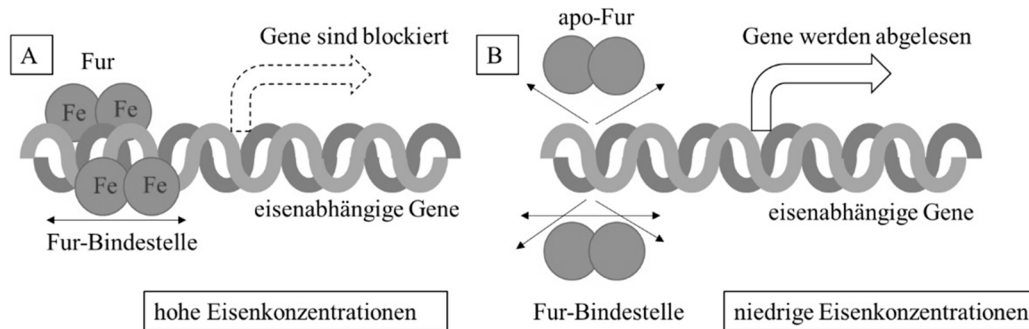 A
Fur
Gene sind blockiert
Fe Fe
Fe Fe
eisenabhängige Gene
Fur-Bindestelle
hohe Eisenkonzentrationen
B
apo-Fur
Gene werden abgelesen
eisenabhängige Gene
Fur-Bindestelle
niedrige Eisenkonzentrationen